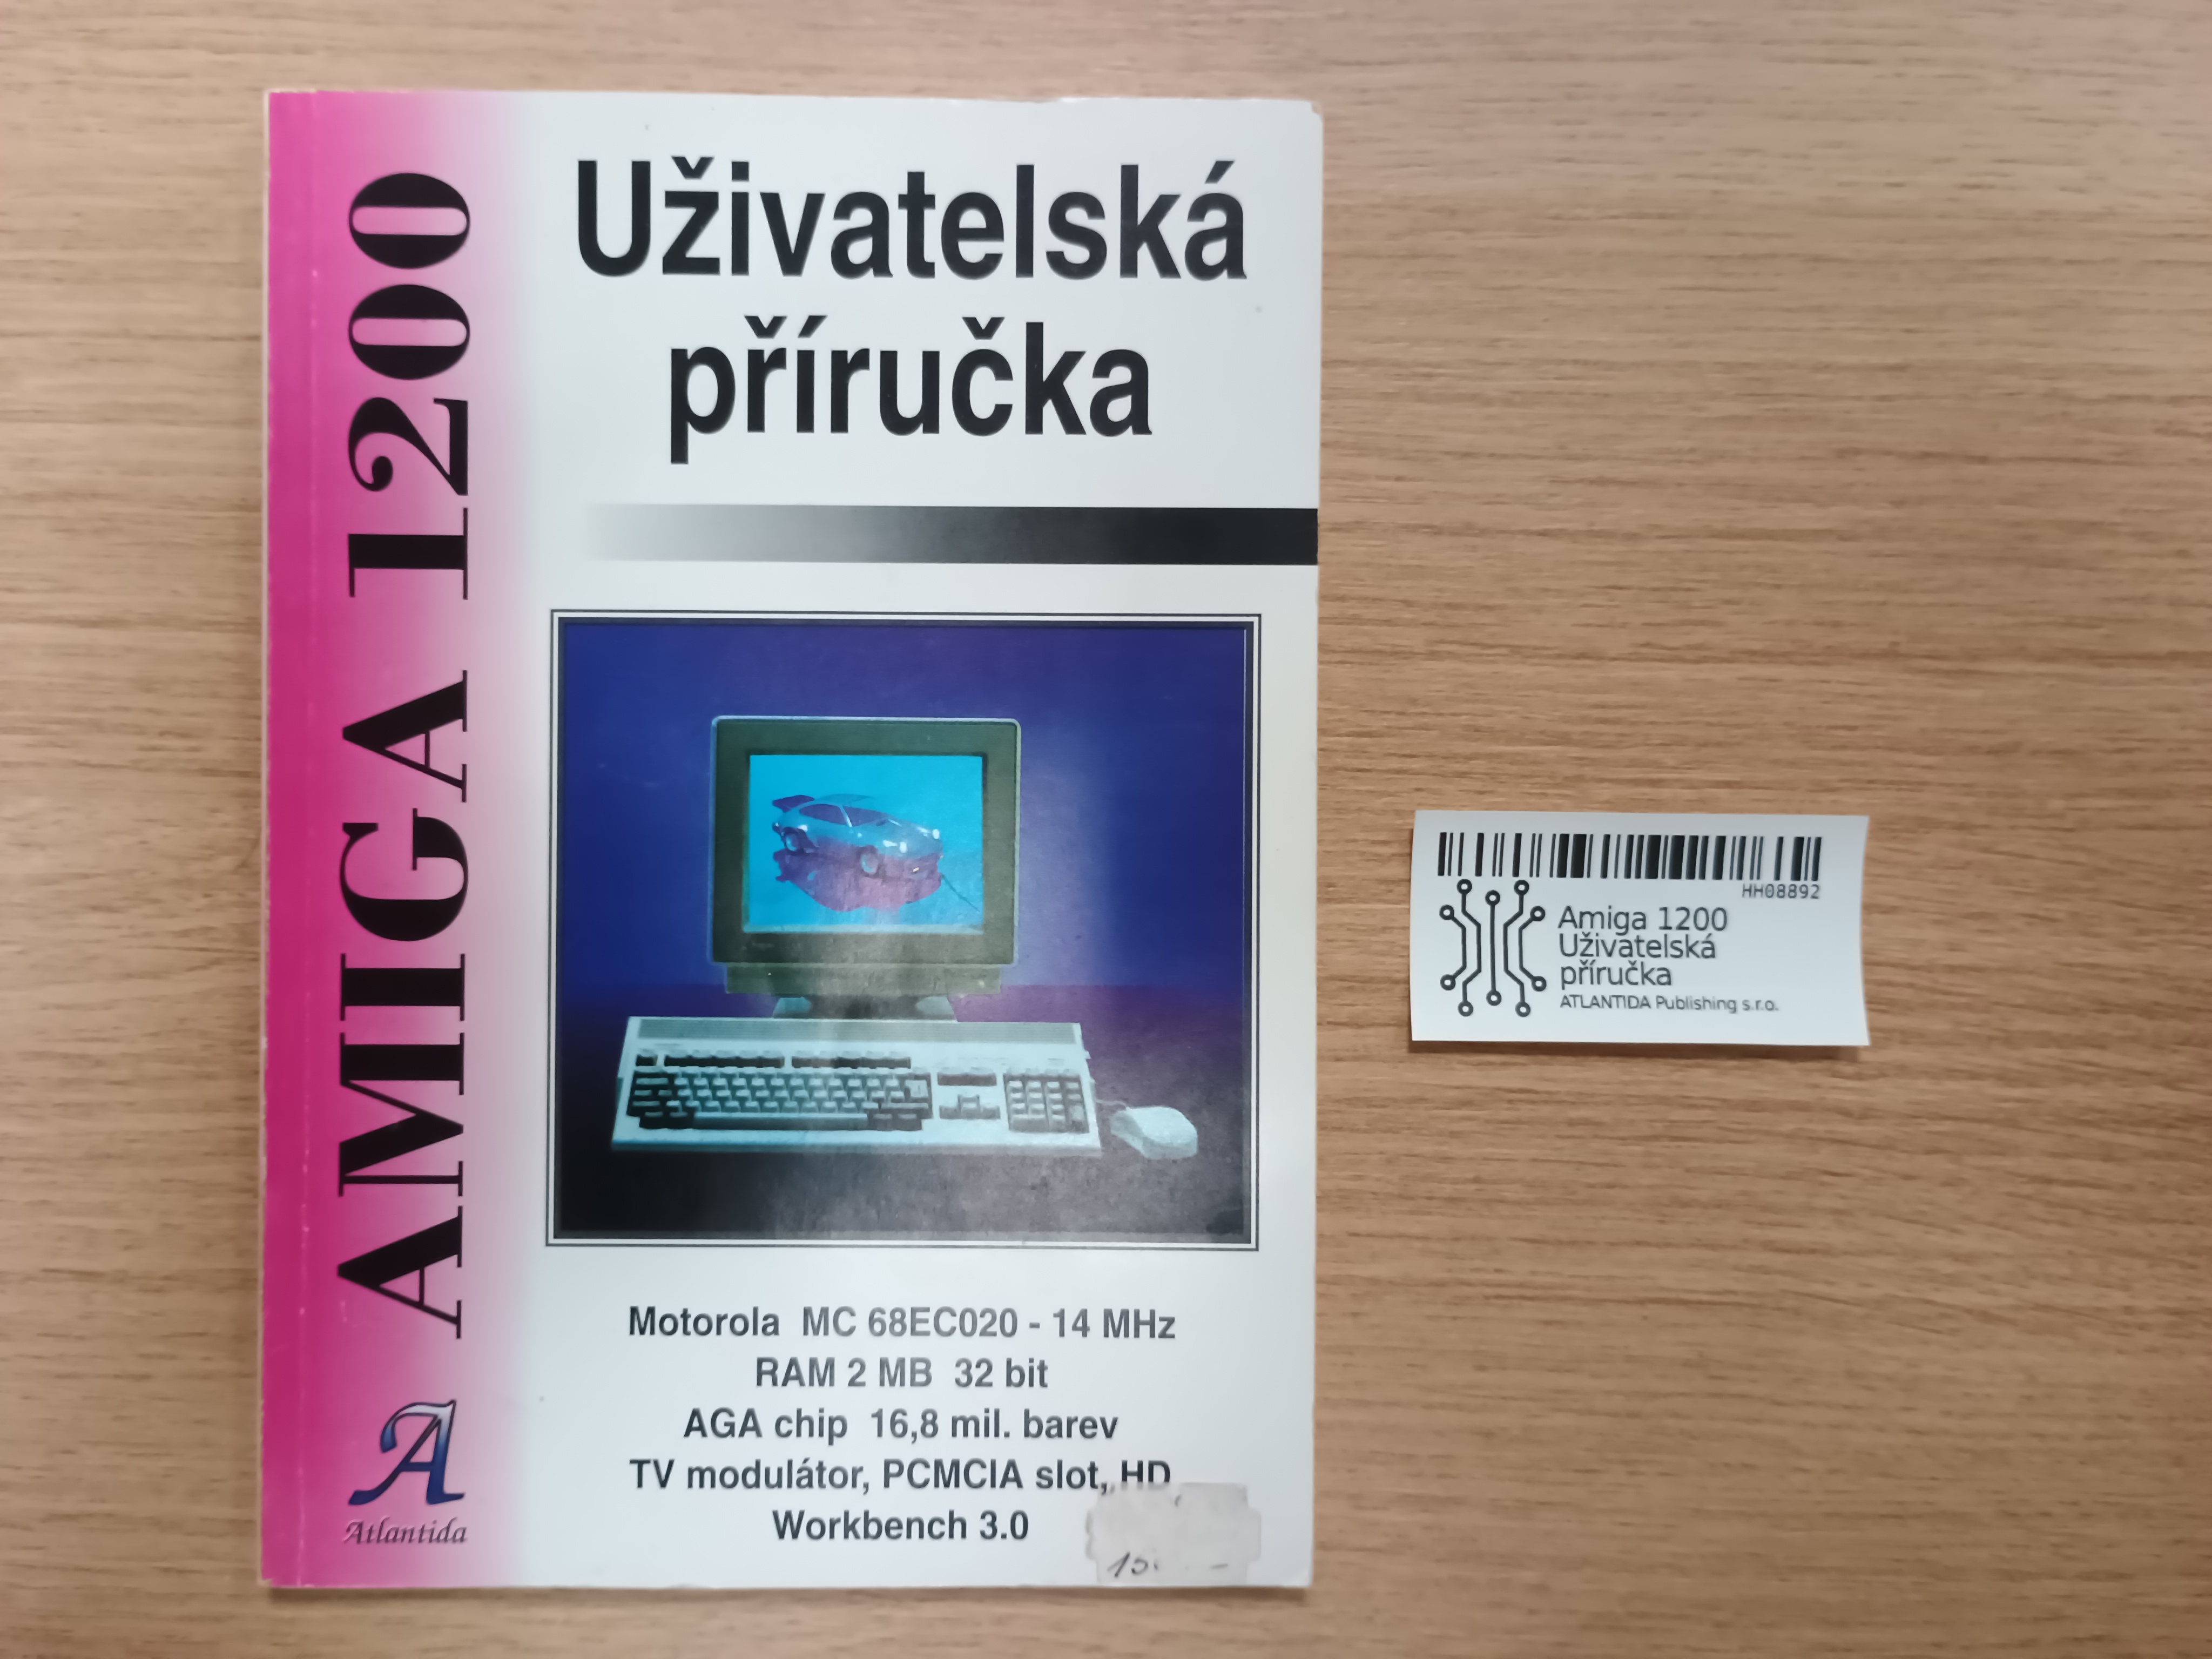 AMIGA 1200
Uživatelská
příručka
Motorola MC 68EC020 - 14 MHz
RAM 2 MB 32 bit
AGA chip 16,8 mil. barev
TV modulátor, PCMCIA slot, HD
Workbench 3.0
A
Atlantida
HH08892
Amiga 1200
Uživatelská
příručka
ATLANTIDA Publishing s.r.o.